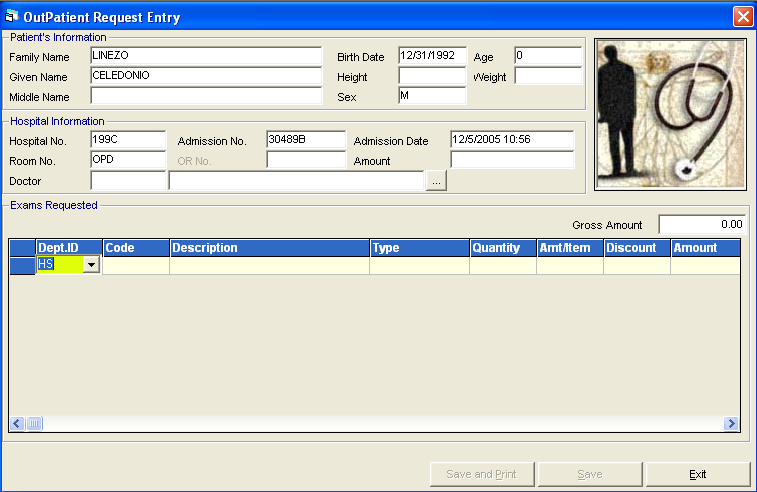 OutPatient Request Entry
Patient's Information
Family Name LINEZO Birth Date 12/31/1992 Age 0
Given Name CELEDONIO Height Weight
Middle Name Sex M
Hospital Information
Hospital No. 199C Admission No. 30489B Admission Date 12/5/2005 10:56
Room No. OPD OR No. Amount
Doctor ...
Exams Requested
Gross Amount 0.00
Dept.ID Code Description Type Quantity Amt/Item Discount Amount
HS
Save and Print Save Exit